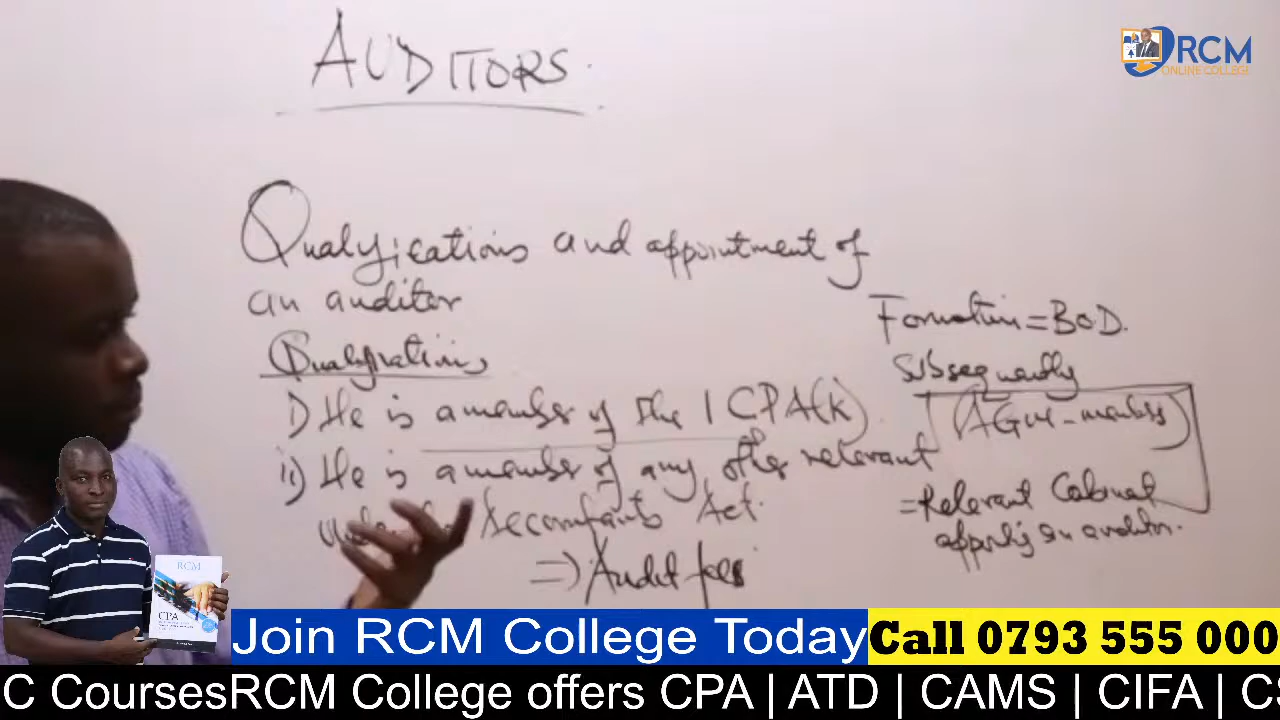 AUDITORS.
RCM
ONLINE COLLEGE
Qualifications and appointment of
an auditor
Qualifications
i) He is a member of the ICPA(K)
ii) He is a member of any other relevant
Accountants Act.
=> Audit fees
Formation = BOD.
Subsequently
(AGM - members)
= Relevant Cabinet
an auditor.
RCM
CPA
Join RCM College Today
Call 0793 555 000
C CoursesRCM College offers CPA | ATD | CAMS | CIFA | CS